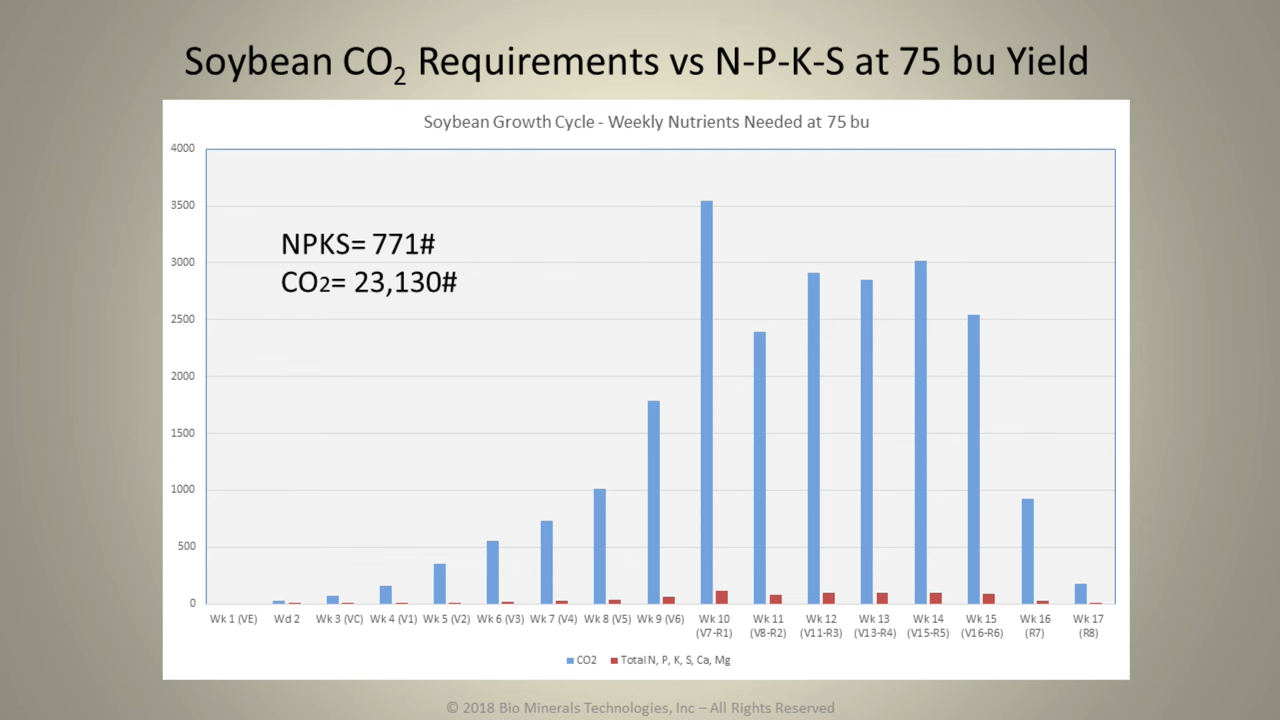 Soybean CO2 Requirements vs N-P-K-S at 75 bu Yield
Soybean Growth Cycle - Weekly Nutrients Needed at 75 bu
4000
3500
3000
2500
2000
1500
1000
500
0
NPKS= 771#
CO2= 23,130#
Wk 1 (VE) Wd 2 Wk 3 (VC) Wk 4 (V1) Wk 5 (V2) Wk 6 (V3) Wk 7 (V4) Wk 8 (V5) Wk 9 (V6) Wk 10 Wk 11 Wk 12 Wk 13 Wk 14 Wk 15 Wk 16 Wk 17
(V7-R1) (V8-R2) (V11-R3) (V13-R4) (V15-R5) (V16-R6) (R7) (R8)
CO2 Total N, P, K, S, Ca, Mg
© 2018 Bio Minerals Technologies, Inc – All Rights Reserved